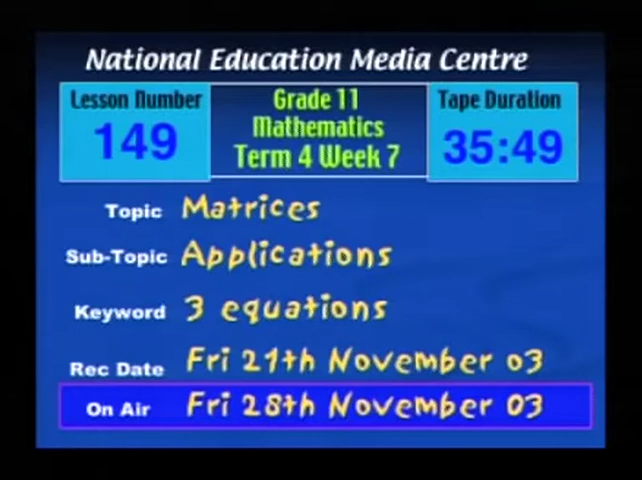 National Education Media Centre
Lesson Number
149
Grade 11
Mathematics
Term 4 Week 7
Tape Duration
35:49
Topic Matrices
Sub-Topic Applications
Keyword 3 equations
Rec Date Fri 21th November 03
On Air Fri 28th November 03